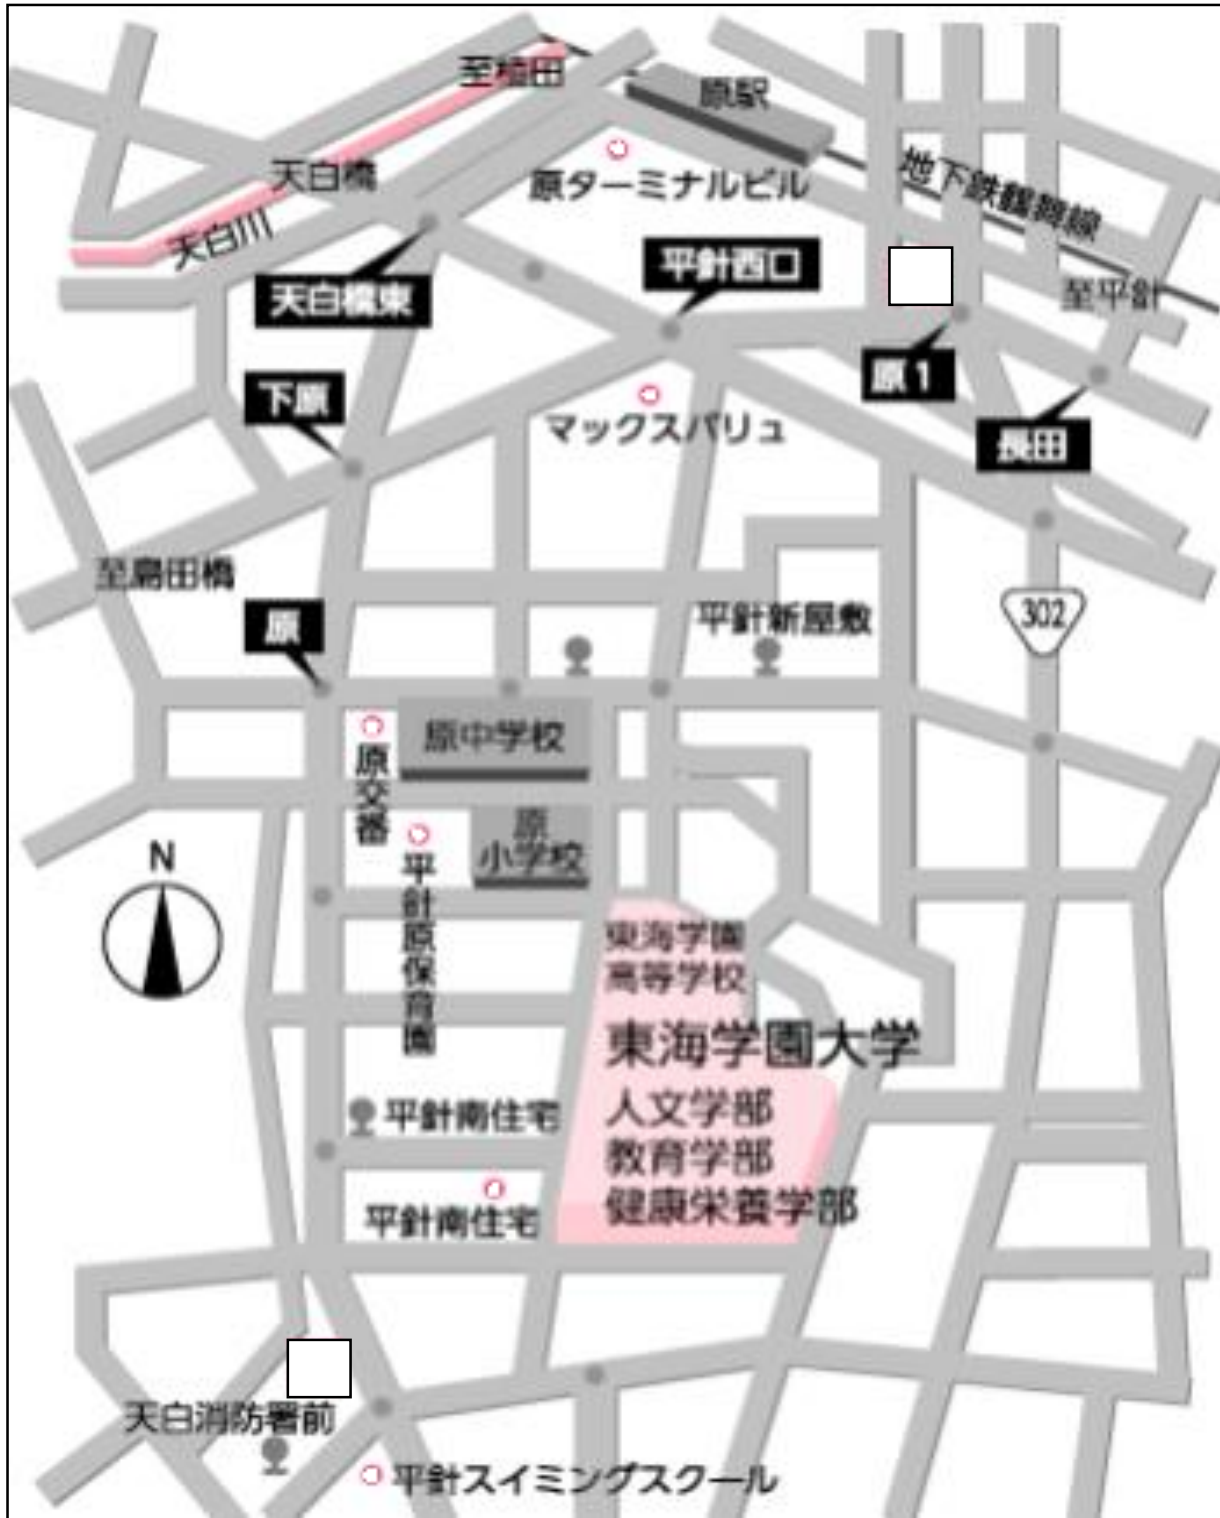 至植田
原駅
天白橋
原ターミナルビル
地下鉄鶴舞線
天白川
平針西口
天白橋東
至平針
原1
下原
マックスバリュ
長田
至島田橋
302
平針新屋敷
原
原中学校
原交番
原
小学校
平針原保育園
N
東海学園
高等学校
東海学園大学
人文学部
教育学部
健康栄養学部
平針南住宅
平針南住宅
天白消防署前
平針スイミングスクール